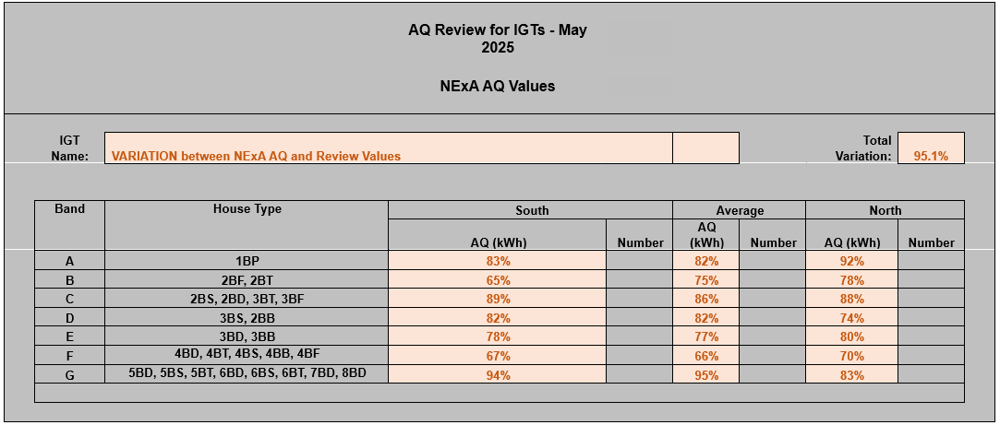 AQ Review for IGTs - May
2025
NExA AQ Values
IGT
Name:
VARIATION between NExA AQ and Review Values
Total
Variation:
95.1%
Band House Type South Average North
AQ (kWh) Number AQ (kWh) Number AQ (kWh) Number
A 1BP 83% 82% 92%
B 2BF, 2BT 65% 75% 78%
C 2BS, 2BD, 3BT, 3BF 89% 86% 88%
D 3BS, 2BB 82% 82% 74%
E 3BD, 3BB 78% 77% 80%
F 4BD, 4BT, 4BS, 4BB, 4BF 67% 66% 70%
G 5BD, 5BS, 5BT, 6BD, 6BS, 6BT, 7BD, 8BD 94% 95% 83%